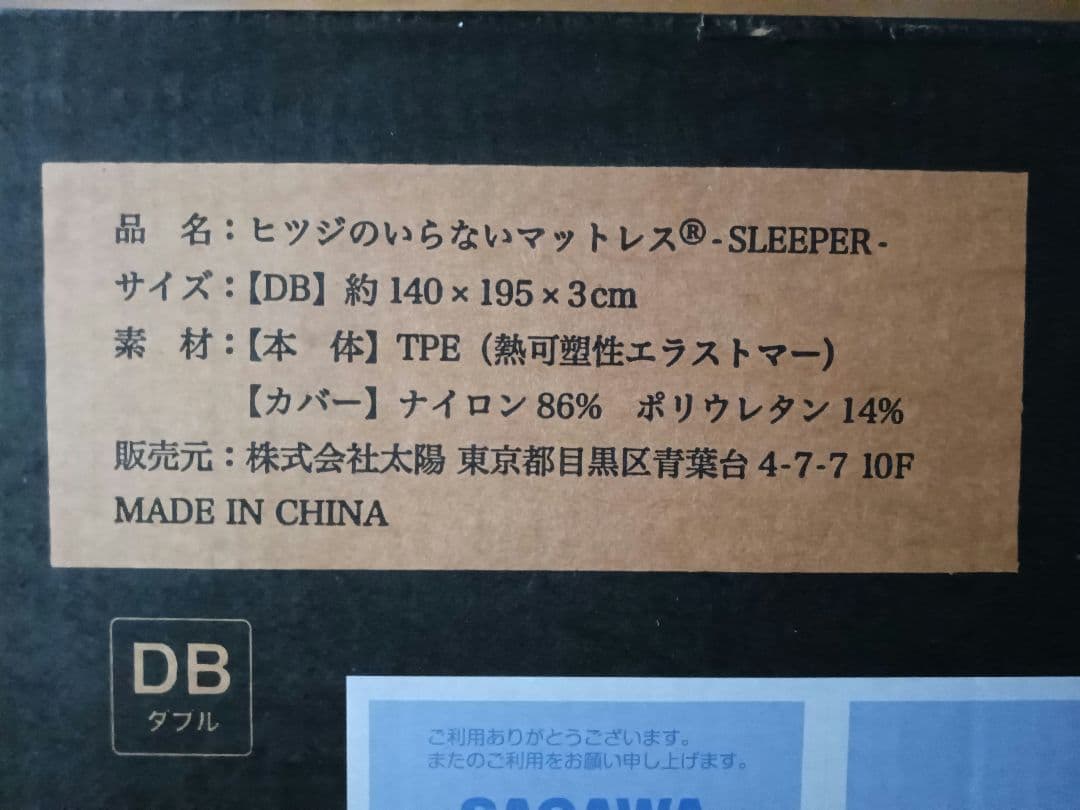 品　名：ヒツジのいらないマットレス®-SLEEPER-
サイズ：【DB】約 140×195×3cm
素　材：【本　体】TPE（熱可塑性エラストマー）
【カバー】ナイロン 86%　ポリウレタン 14%
販売元：株式会社太陽 東京都目黒区青葉台 4-7-7 10F
MADE IN CHINA
DB
ダブル
ご利用ありがとうございます。
またのご利用をお願い申し上げます。
SAGAWA